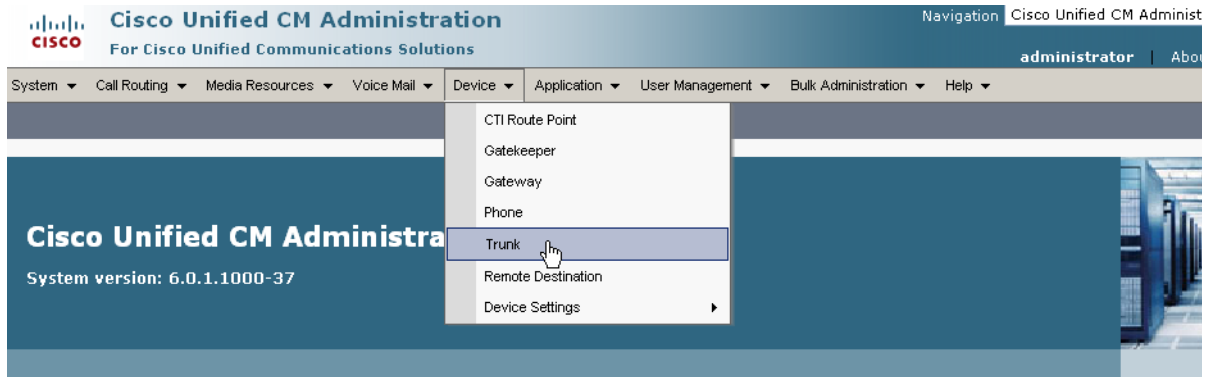 Cisco Unified CM Administration
Navigation Cisco Unified CM Administ
CISCO
For Cisco Unified Communications Solutions
administrator | Abou
System Call Routing Media Resources Voice Mail Device Application User Management Bulk Administration Help
CTI Route Point
Gatekeeper
Gateway
Phone
Cisco Unified CM Administra
Trunk
System version: 6.0.1.1000-37
Remote Destination
Device Settings